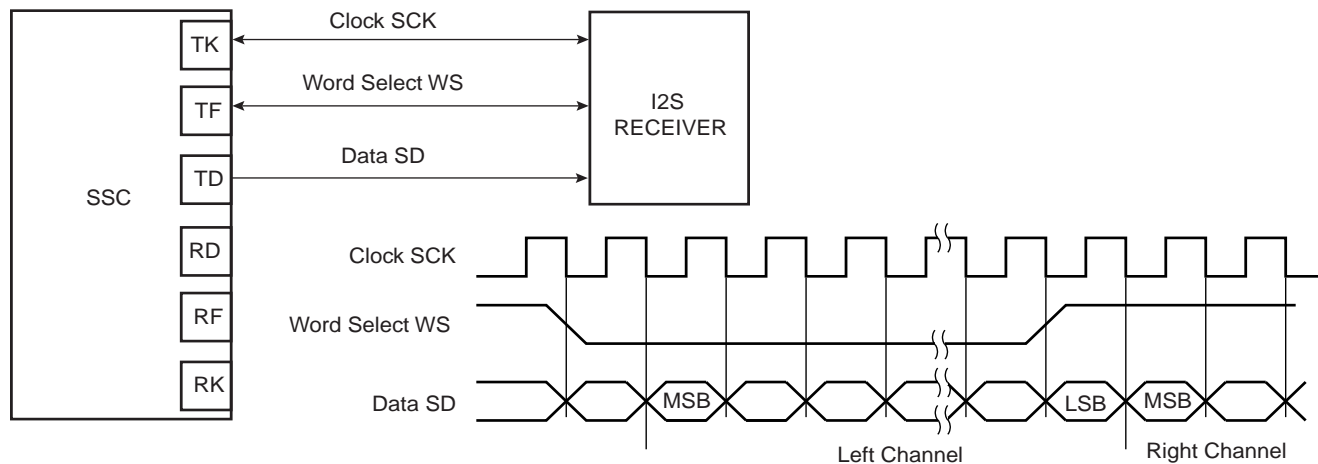 SSC
TK
TF
TD
RD
RF
RK
Clock SCK
Word Select WS
Data SD
I2S
RECEIVER
Clock SCK
Word Select WS
Data SD
MSB
LSB
MSB
Left Channel
Right Channel